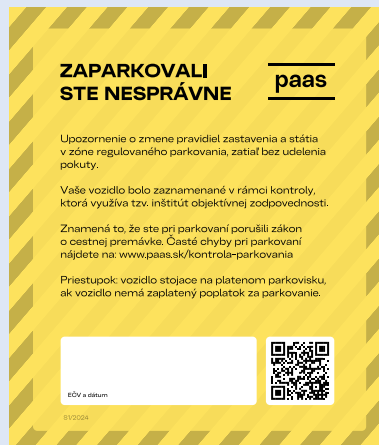 ZAPARKOVALI
STE NESPRÁVNE
paas
Upozornenie o zmene pravidiel zastavenia a státia
v zóne regulovaného parkovania, zatiaľ bez udelenia
pokuty.
Vaše vozidlo bolo zaznamenané v rámci kontroly,
ktorá využíva tzv. inštitút objektívnej zodpovednosti.
Znamená to, že ste pri parkovaní porušili zákon
o cestnej premávke. Časté chyby pri parkovaní
nájdete na: www.paas.sk/kontrola-parkovania
Priestupok: vozidlo stojace na platenom parkovisku,
ak vozidlo nemá zaplatený poplatok za parkovanie.
EČV a dátum
S1/2024